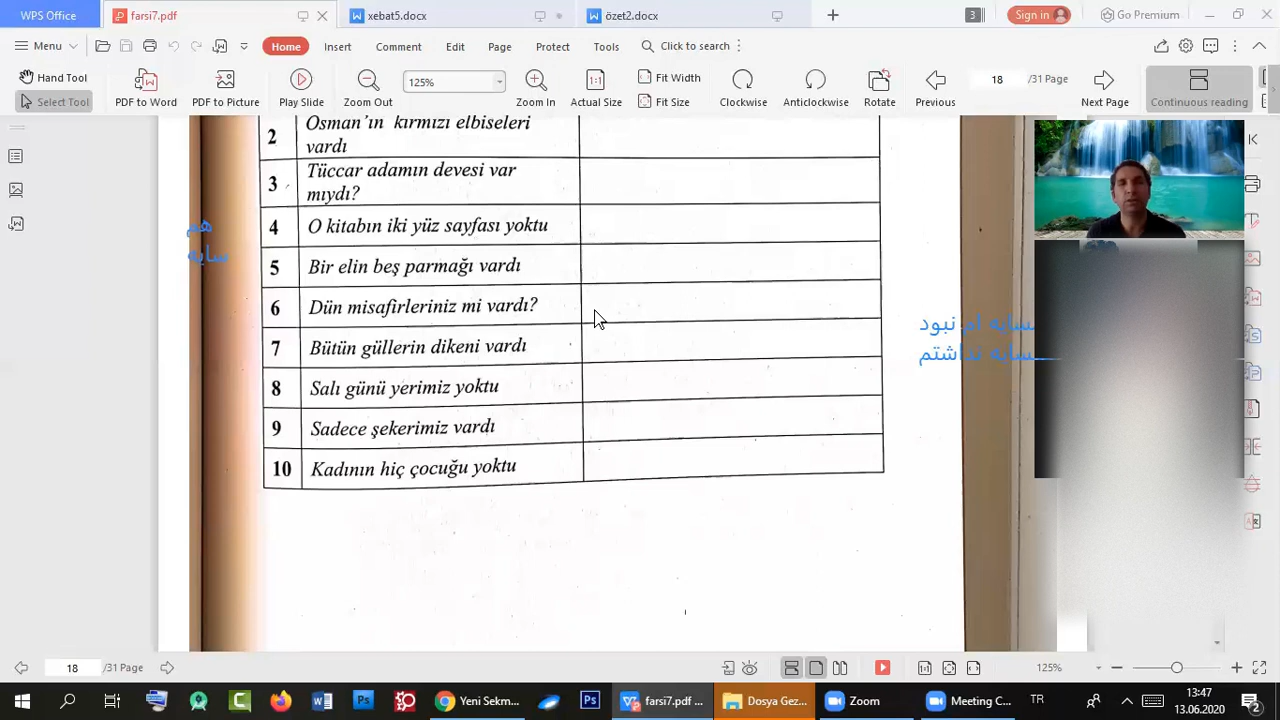 WPS Office
farsi7.pdf
xebat5.docx
özet2.docx
3
Sign in
Go Premium
Menu
Home
Insert
Comment
Edit
Page
Protect
Tools
Click to search
Hand Tool
Select Tool
PDF to Word
PDF to Picture
Play Slide
Zoom Out
125%
Zoom In
Actual Size
Fit Width
Fit Size
Clockwise
Anticlockwise
Rotate
Previous
18
/31 Page
Next Page
Continuous reading
2 Osman’ın kırmızı elbiseleri
vardı
3 Tüccar adamın devesi var
mıydı?
4 O kitabın iki yüz sayfası yoktu
5 Bir elin beş parmağı vardı
6 Dün misafirleriniz mi vardı?
7 Bütün güllerin dikeni vardı
8 Salı günü yerimiz yoktu
9 Sadece şekerimiz vardı
10 Kadının hiç çocuğu yoktu
هم
سایه
ام نبود
نداشتم
18
/31 Page
125%
Yeni Sekm...
farsi7.pdf ...
Dosya Gez...
Zoom
Meeting C...
TR
13:47
13.06.2020
2